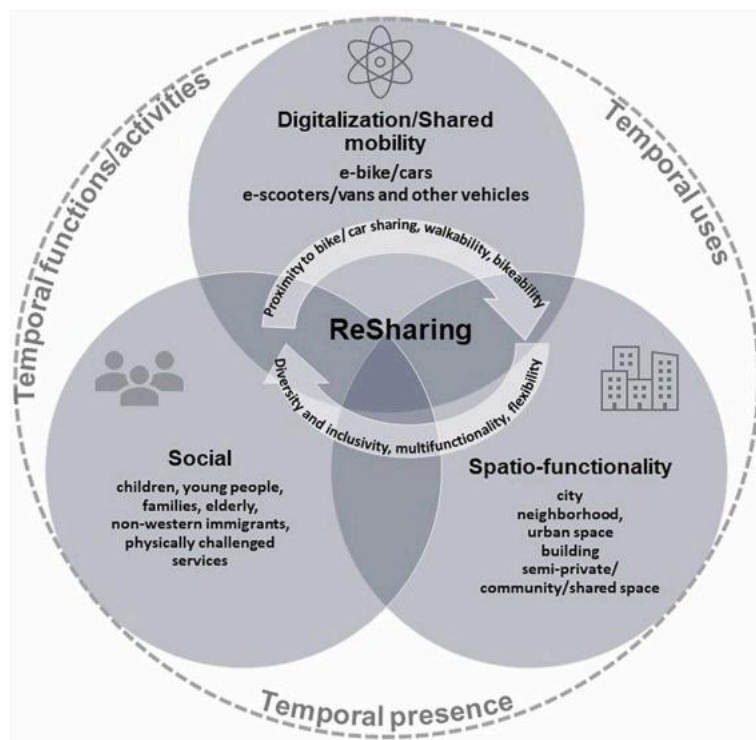 Temporal functions/activities
Temporal uses
Digitalization/Shared
mobility
e-bike/cars
e-scooters/vans and other vehicles
Proximity to bike/ car sharing, walkability, bikeability
ReSharing
Diversity and inclusivity, multifunctionality, flexibility
Social
children, young people,
families, elderly,
non-western immigrants,
physically challenged
services
Spatio-functionality
city
neighborhood,
urban space
building
semi-private/
community/shared space
Temporal presence